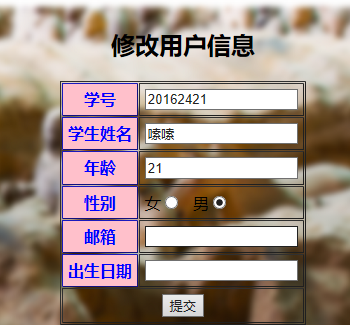 修改用户信息
学号 20162421
学生姓名 嗦嗦
年龄 21
性别 女 男
邮箱
出生日期
提交